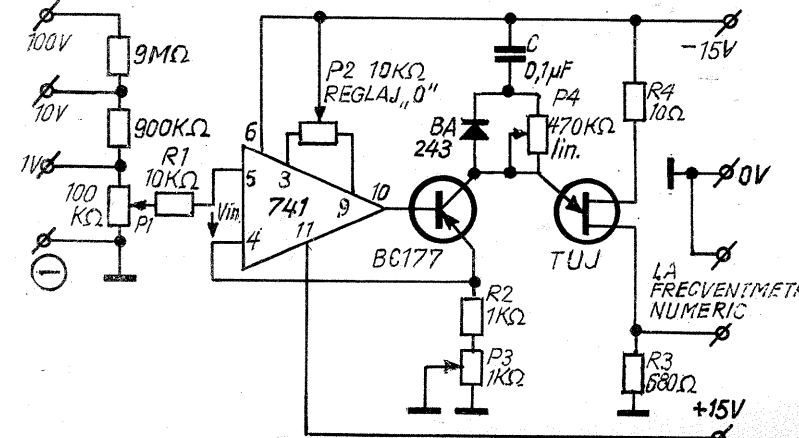 100V
9MΩ
10V
900KΩ
1V
100
KΩ
P1
R1
10KΩ
Vin
1
6
5
4
3
741
9
10
11
P2 10KΩ
REGLAJ „0"
C
0,1µF
BA
243
P4
470KΩ
lin.
BC177
R2
1KΩ
P3
1KΩ
TUJ
R4
10Ω
-15V
0V
LA
FRECVENTMET
NUMERIC
R3
680Ω
+15V